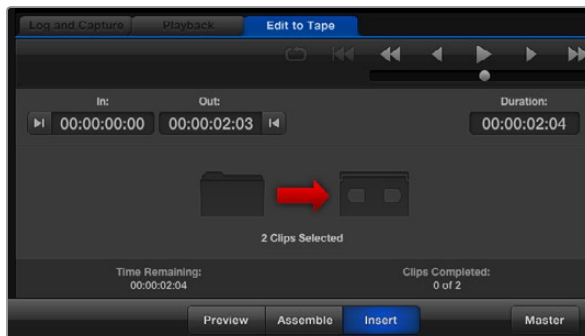 Log and Capture Playback Edit to Tape
In: Out: Duration:
00:00:00:00 00:00:02:03 00:00:02:04
2 Clips Selected
Time Remaining: Clips Completed:
00:00:02:04 0 of 2
Preview Assemble Insert Master